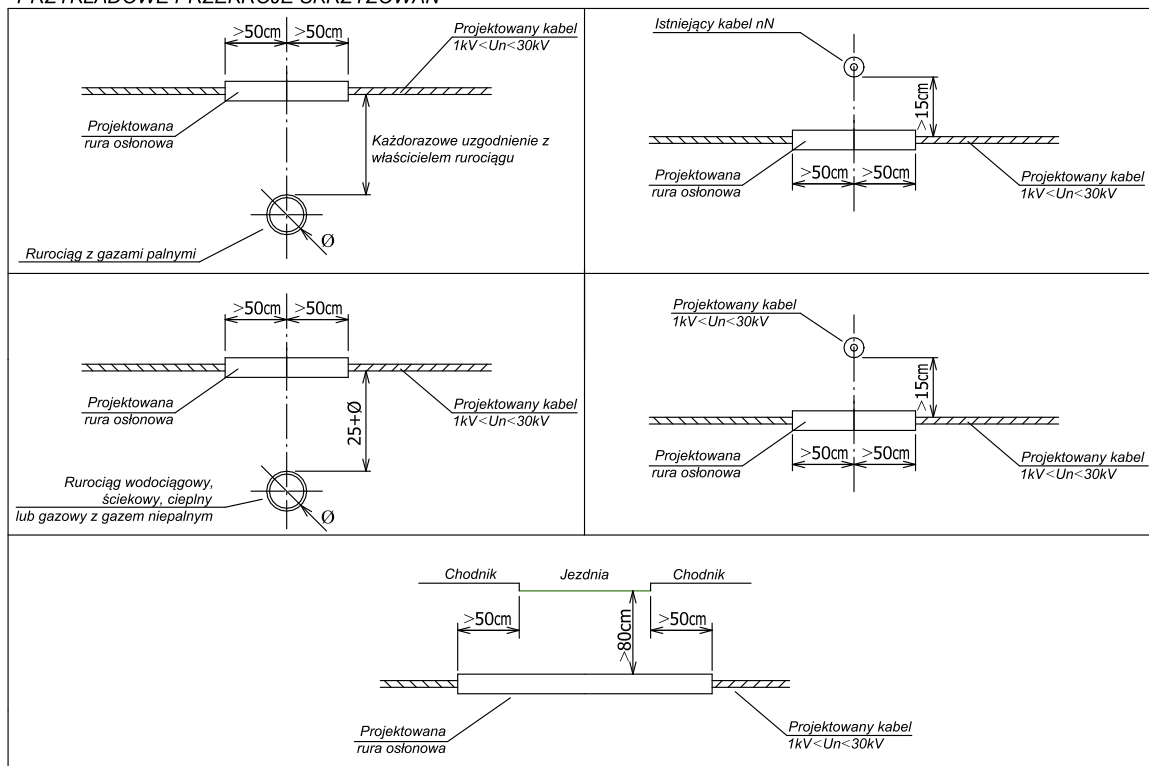 PRZYKŁADOWE PRZEKROJE SKRZYŻOWAŃ
>50cm >50cm
Projektowany kabel
1kV<Un<30kV
Projektowana
rura osłonowa
Każdorazowe uzgodnienie z
właścicielem rurociągu
Ø
Rurociąg z gazami palnymi
Istniejący kabel nN
>15cm
Projektowana
rura osłonowa
>50cm >50cm
Projektowany kabel
1kV<Un<30kV
>50cm >50cm
Projektowana
rura osłonowa
25+Ø
Projektowany kabel
1kV<Un<30kV
Rurociąg wodociągowy,
ściekowy, cieplny
lub gazowy z gazem niepalnym
Ø
Projektowany kabel
1kV<Un<30kV
>15cm
Projektowana
rura osłonowa
>50cm >50cm
Projektowany kabel
1kV<Un<30kV
Chodnik Jezdnia Chodnik
>50cm >80cm >50cm
Projektowana
rura osłonowa
Projektowany kabel
1kV<Un<30kV